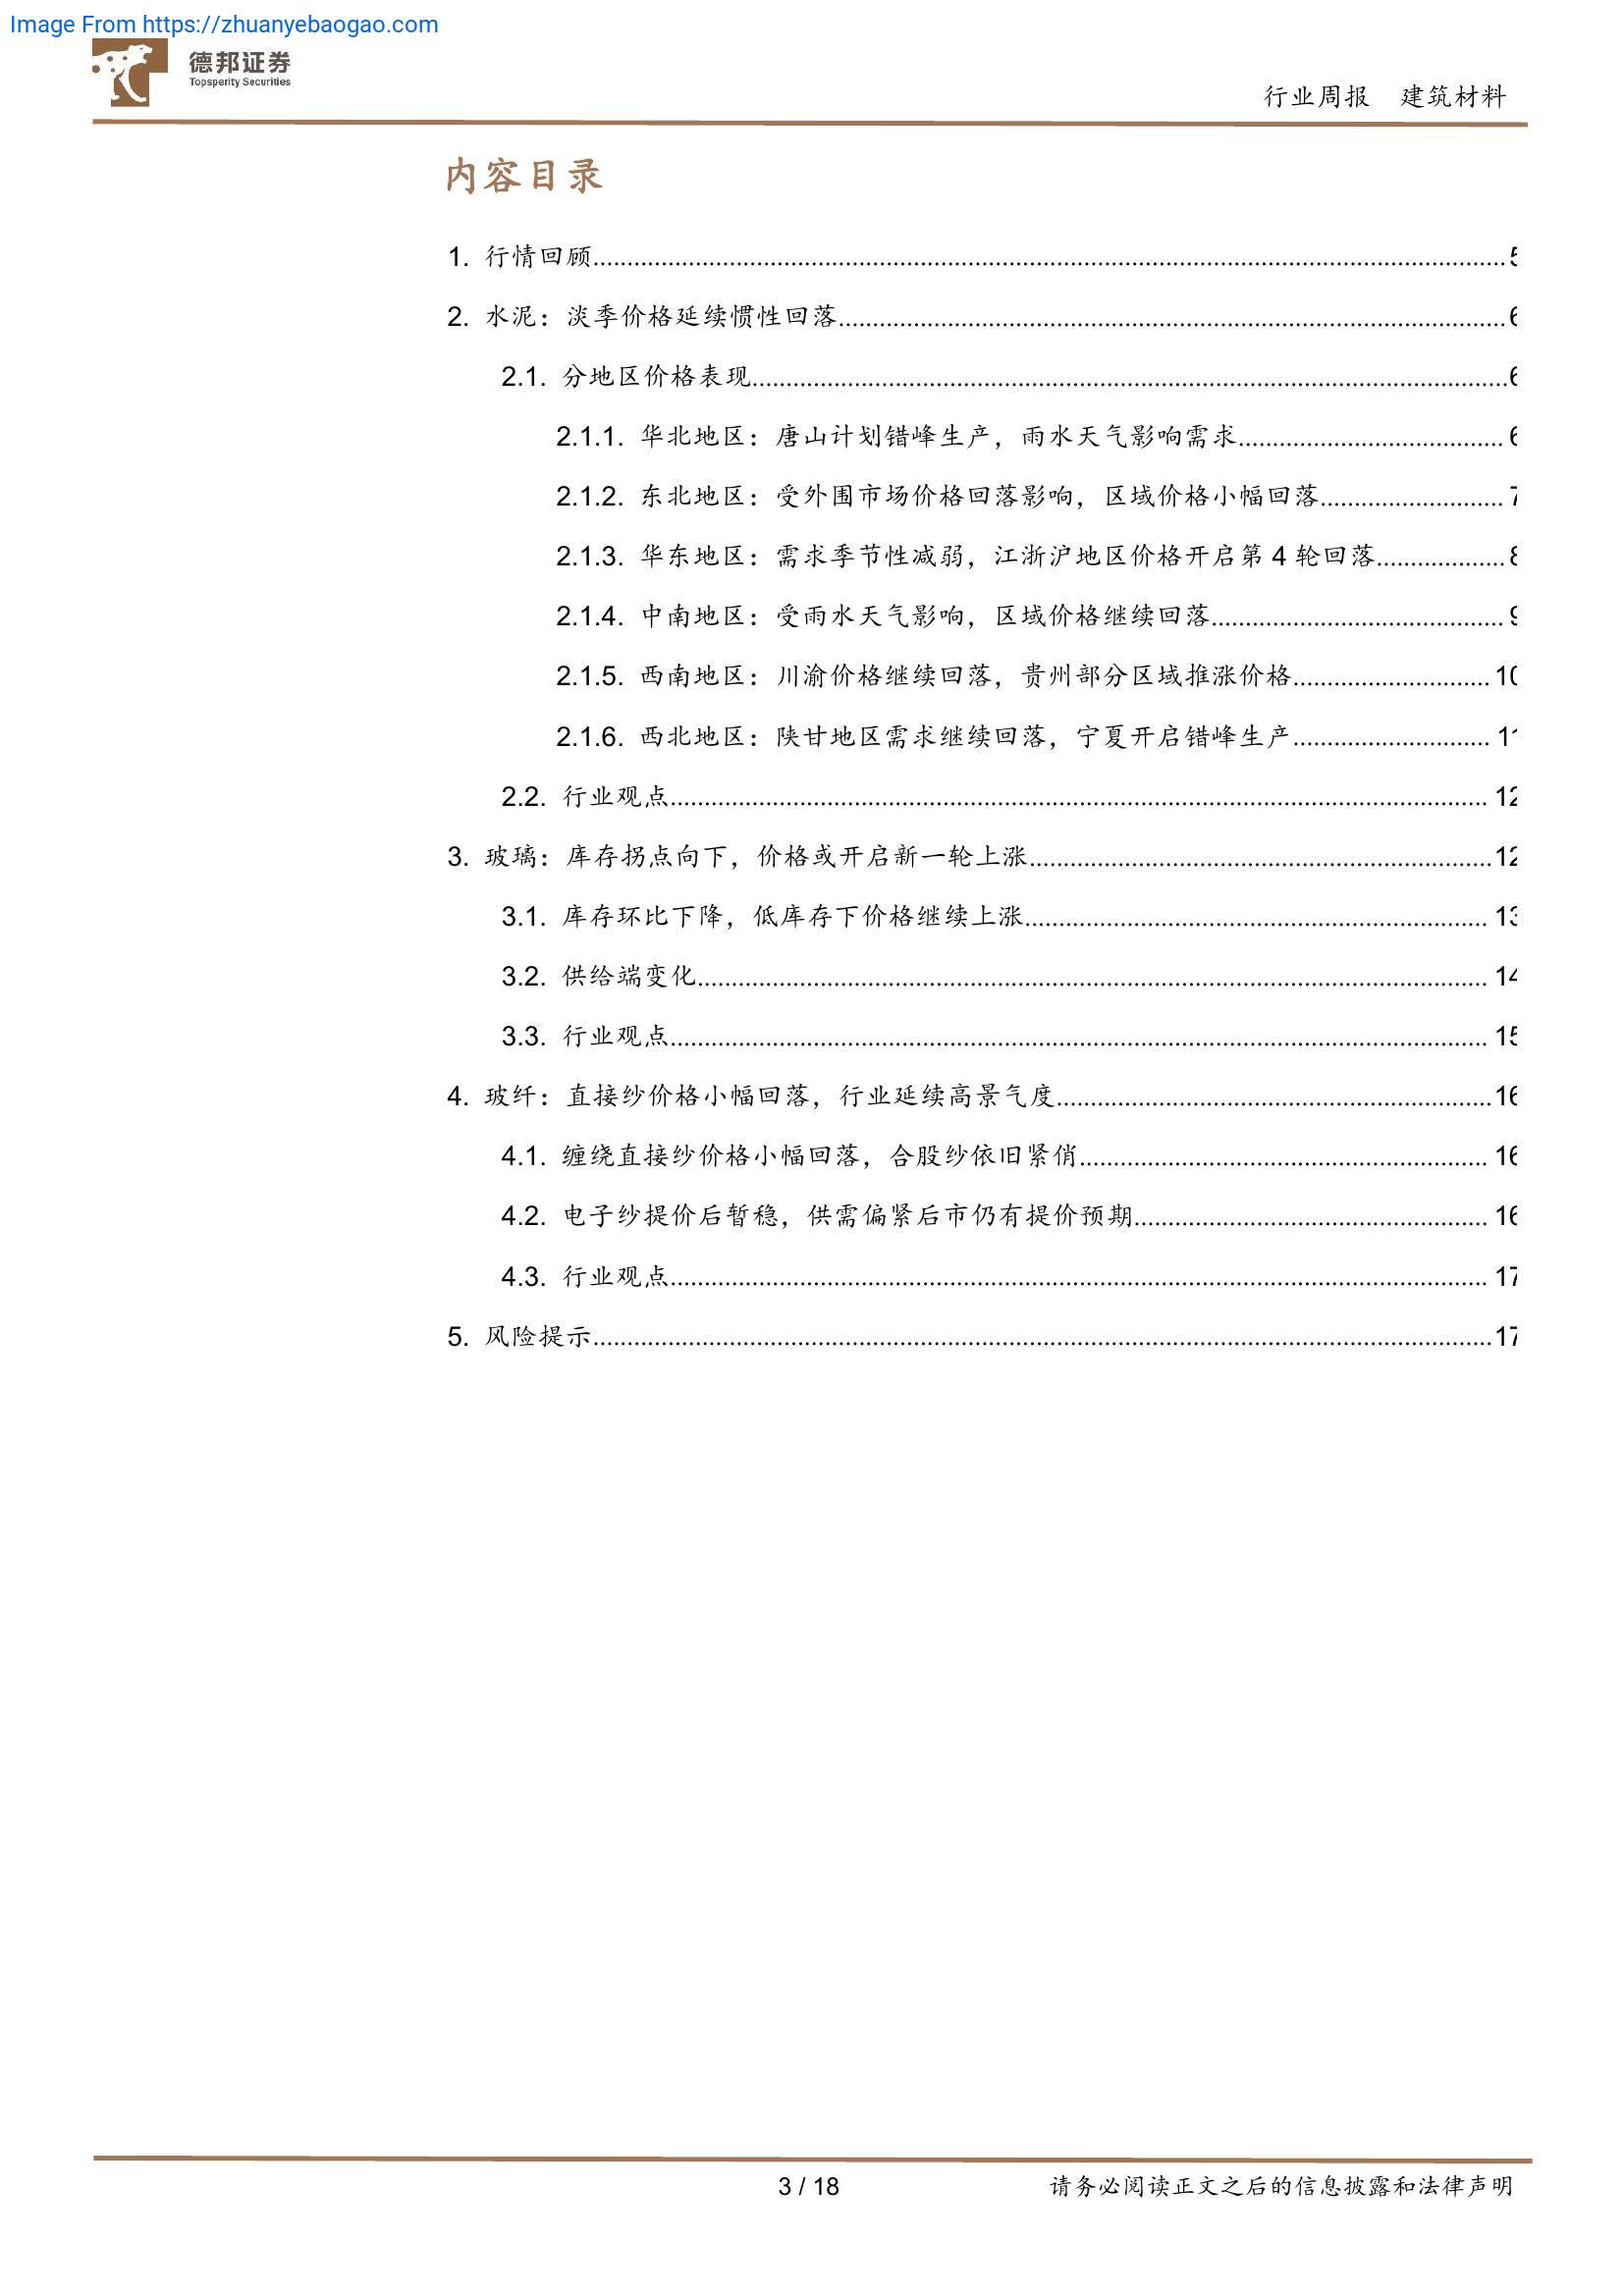 Image From https://zhuanyebaogao.com
德邦证券
Topsperity Securities
行业周报 建筑材料
内容目录
1. 行情回顾........................................5
2. 水泥：淡季价格延续惯性回落........................................6
2.1. 分地区价格表现........................................6
2.1.1. 华北地区：唐山计划错峰生产，雨水天气影响需求........................................6
2.1.2. 东北地区：受外围市场价格回落影响，区域价格小幅回落........................................7
2.1.3. 华东地区：需求季节性减弱，江浙沪地区价格开启第 4 轮回落........................................8
2.1.4. 中南地区：受雨水天气影响，区域价格继续回落........................................9
2.1.5. 西南地区：川渝价格继续回落，贵州部分区域推涨价格........................................10
2.1.6. 西北地区：陕甘地区需求继续回落，宁夏开启错峰生产........................................11
2.2. 行业观点........................................12
3. 玻璃：库存拐点向下，价格或开启新一轮上涨........................................12
3.1. 库存环比下降，低库存下价格继续上涨........................................13
3.2. 供给端变化........................................14
3.3. 行业观点........................................15
4. 玻纤：直接纱价格小幅回落，行业延续高景气度........................................16
4.1. 缠绕直接纱价格小幅回落，合股纱依旧紧俏........................................16
4.2. 电子纱提价后暂稳，供需偏紧后市仍有提价预期........................................16
4.3. 行业观点........................................17
5. 风险提示........................................17
3 / 18
请务必阅读正文之后的信息披露和法律声明